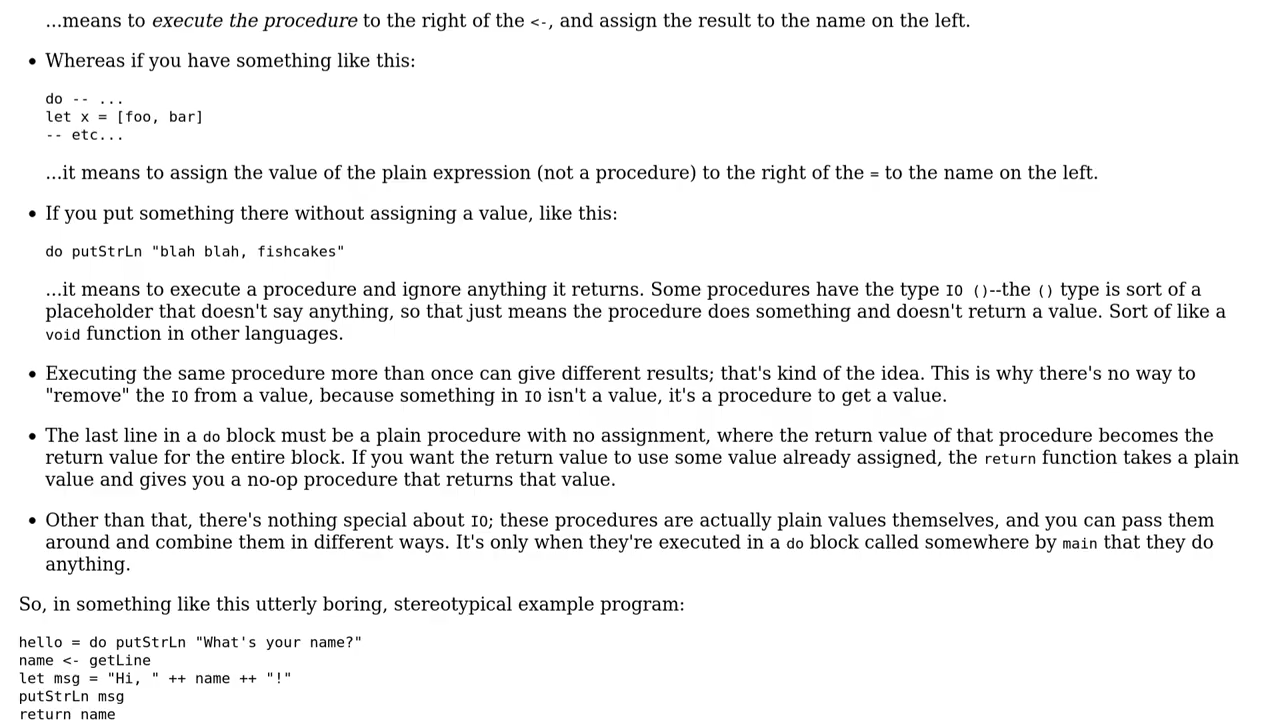 ...means to execute the procedure to the right of the <-, and assign the result to the name on the left.
• Whereas if you have something like this:
do -- ...
let x = [foo, bar]
-- etc...
...it means to assign the value of the plain expression (not a procedure) to the right of the = to the name on the left.
• If you put something there without assigning a value, like this:
do putStrLn "blah blah, fishcakes"
...it means to execute a procedure and ignore anything it returns. Some procedures have the type IO ()--the () type is sort of a
placeholder that doesn't say anything, so that just means the procedure does something and doesn't return a value. Sort of like a
void function in other languages.
• Executing the same procedure more than once can give different results; that's kind of the idea. This is why there's no way to
"remove" the IO from a value, because something in IO isn't a value, it's a procedure to get a value.
• The last line in a do block must be a plain procedure with no assignment, where the return value of that procedure becomes the
return value for the entire block. If you want the return value to use some value already assigned, the return function takes a plain
value and gives you a no-op procedure that returns that value.
• Other than that, there's nothing special about IO; these procedures are actually plain values themselves, and you can pass them
around and combine them in different ways. It's only when they're executed in a do block called somewhere by main that they do
anything.
So, in something like this utterly boring, stereotypical example program:
hello = do putStrLn "What's your name?"
name <- getLine
let msg = "Hi, " ++ name ++ "!"
putStrLn msg
return name